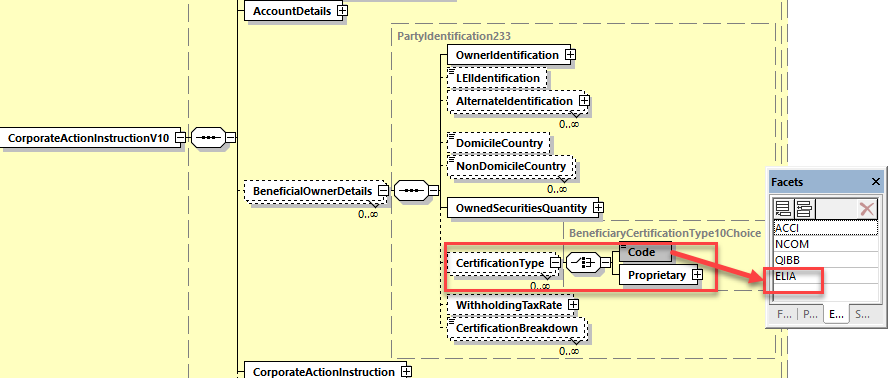 AccountDetails
PartyIdentification233
OwnerIdentification
LEIIdentification
AlternateIdentification
0..∞
CorporateActionInstructionV10
DomicileCountry
NonDomicileCountry
0..∞
BeneficialOwnerDetails
0..∞
OwnedSecuritiesQuantity
BeneficiaryCertificationType10Choice
Code
CertificationType
Proprietary
0..∞
WithholdingTaxRate
CertificationBreakdown
0..∞
CorporateActionInstruction
Facets
ACCI
NCOM
QIBB
ELIA
F... P... E... S...